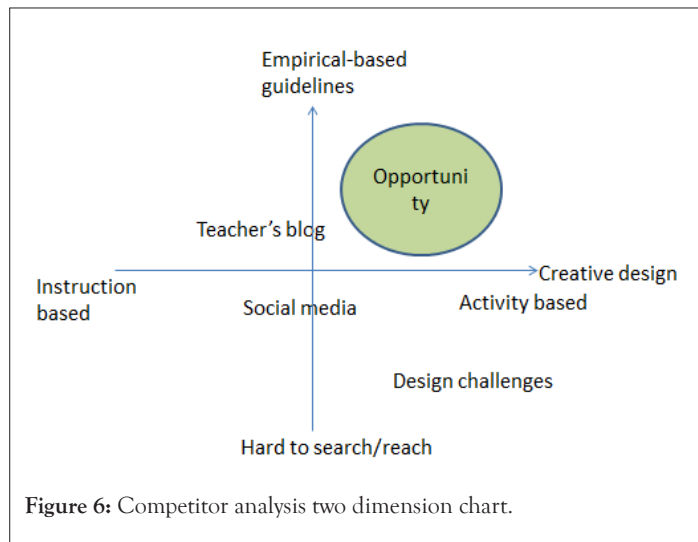 Empirical-based
guidelines
Opportuni
ty
Teacher's blog
Creative design
Instruction
based
Social media
Activity based
Design challenges
Hard to search/reach
Figure 6: Competitor analysis two dimension chart.